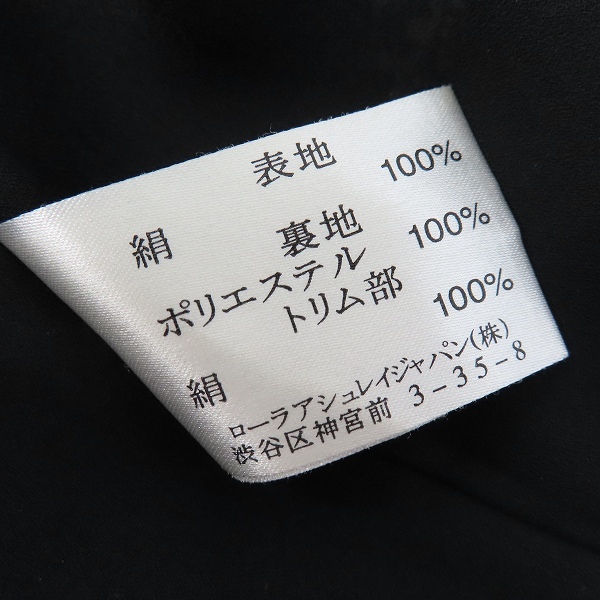 表地
絹 100%
裏地
ポリエステル 100%
トリム部
絹 100%
ローラアシュレイジャパン(株)
渋谷区神宮前 3-35-8